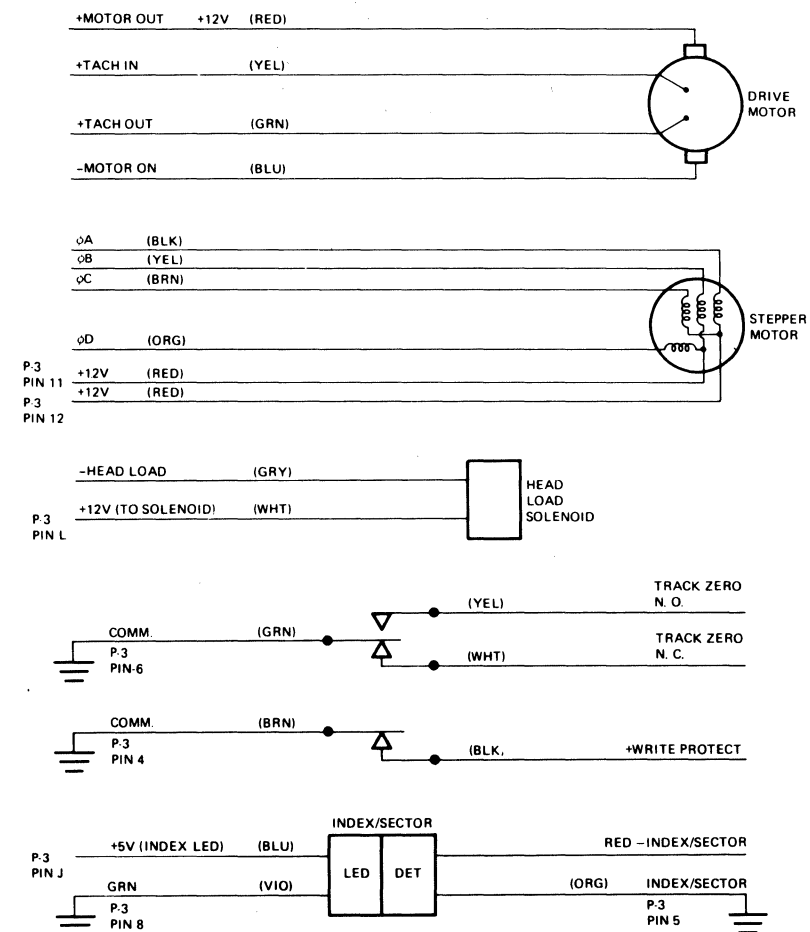 +MOTOR OUT +12V (RED)
+TACH IN (YEL)
DRIVE
MOTOR
+TACH OUT (GRN)
−MOTOR ON (BLU)
φA (BLK)
φB (YEL)
φC (BRN)
STEPPER
MOTOR
φD (ORG)
P-3
PIN 11
+12V (RED)
+12V (RED)
P-3
PIN 12
−HEAD LOAD (GRY)
HEAD
LOAD
SOLENOID
+12V (TO SOLENOID) (WHT)
P-3
PIN L
TRACK ZERO
(YEL) N. O.
COMM. (GRN)
P-3
PIN-6
TRACK ZERO
(WHT) N. C.
COMM. (BRN)
P-3
PIN 4
(BLK, +WRITE PROTECT
INDEX/SECTOR
+5V (INDEX LED) (BLU)
RED −INDEX/SECTOR
P-3
PIN J
LED DET
GRN (VIO)
(ORG) INDEX/SECTOR
P-3
PIN 8
P-3
PIN 5